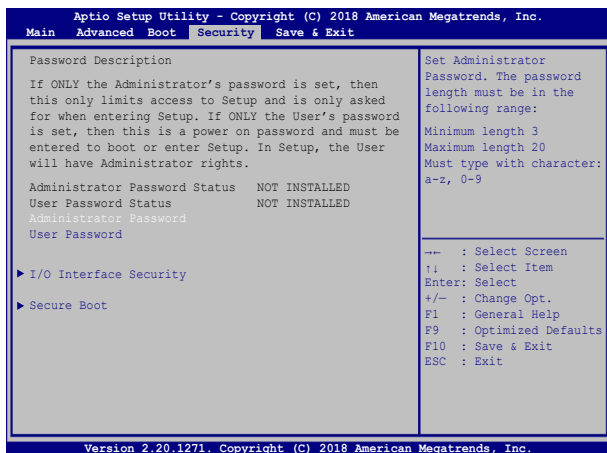 Aptio Setup Utility - Copyright (C) 2018 American Megatrends, Inc.
Main Advanced Boot Security Save & Exit
Password Description
If ONLY the Administrator's password is set, then
this only limits access to Setup and is only asked
for when entering Setup. If ONLY the User's password
is set, then this is a power on password and must be
entered to boot or enter Setup. In Setup, the User
will have Administrator rights.
Administrator Password Status NOT INSTALLED
User Password Status NOT INSTALLED
Administrator Password
User Password
I/O Interface Security
Secure Boot
Set Administrator
Password. The password
length must be in the
following range:
Minimum length 3
Maximum length 20
Must type with character:
a-z, 0-9
→← : Select Screen
↑↓ : Select Item
Enter: Select
+/— : Change Opt.
F1 : General Help
F9 : Optimized Defaults
F10 : Save & Exit
ESC : Exit
Version 2.20.1271. Copyright (C) 2018 American Megatrends, Inc.